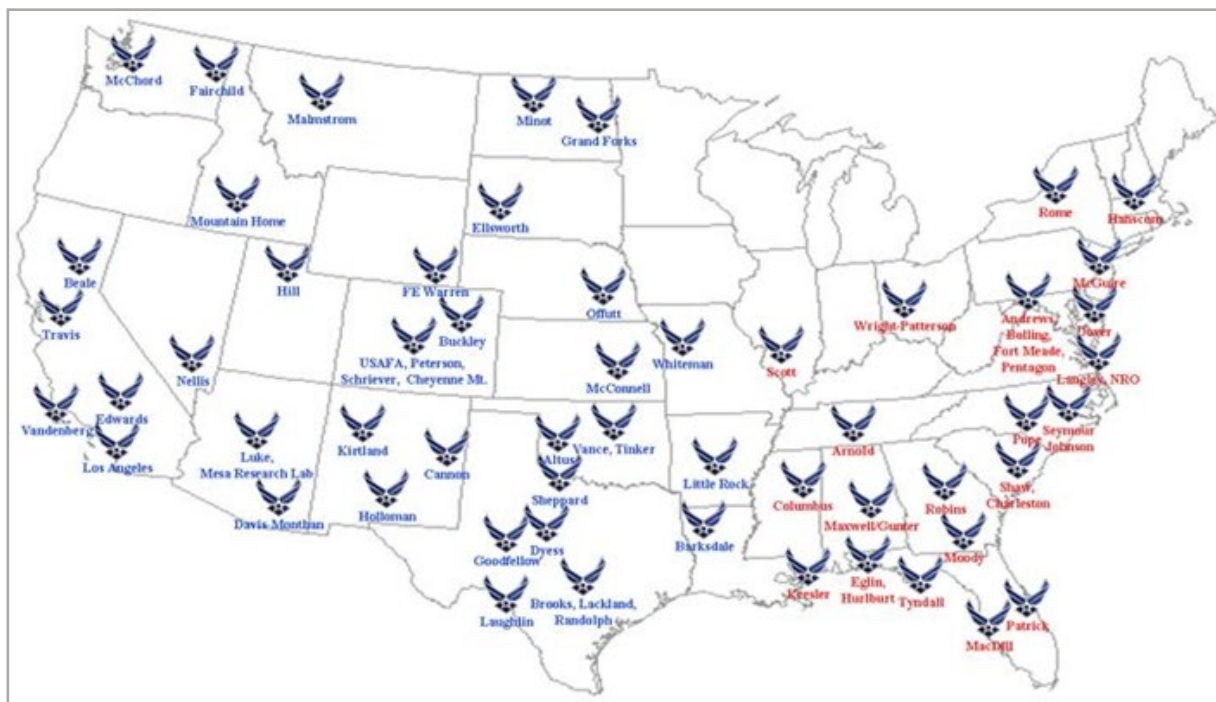 McChord
Fairchild
Malmstrom
Minot
Grand Forks
Mountain Home
Ellsworth
Rome
Hanscom
Beale
Hill
FE Warren
Offutt
McGuire
Travis
Buckley
Wright-Patterson
Andrews,
Bolling,
Fort Meade,
Pentagon
Dover
Nellis
USAFA, Peterson,
Schriever, Cheyenne Mt.
McConnell
Whiteman
Scott
Langley, NRO
Vandenberg
Edwards
Los Angeles
Luke,
Mesa Research Lab
Kirtland
Cannon
Altus
Vance, Tinker
Arnold
Pope
Seymour
Johnson
Davis Monthan
Holloman
Sheppard
Little Rock
Columbus
Maxwell/Gunter
Robins
Shaw,
Charleston
Goodfellow
Dyess
Barksdale
Moody
Laughlin
Brooks, Lackland,
Randolph
Keesler
Eglin,
Hurlburt
Tyndall
Patrick
MacDill